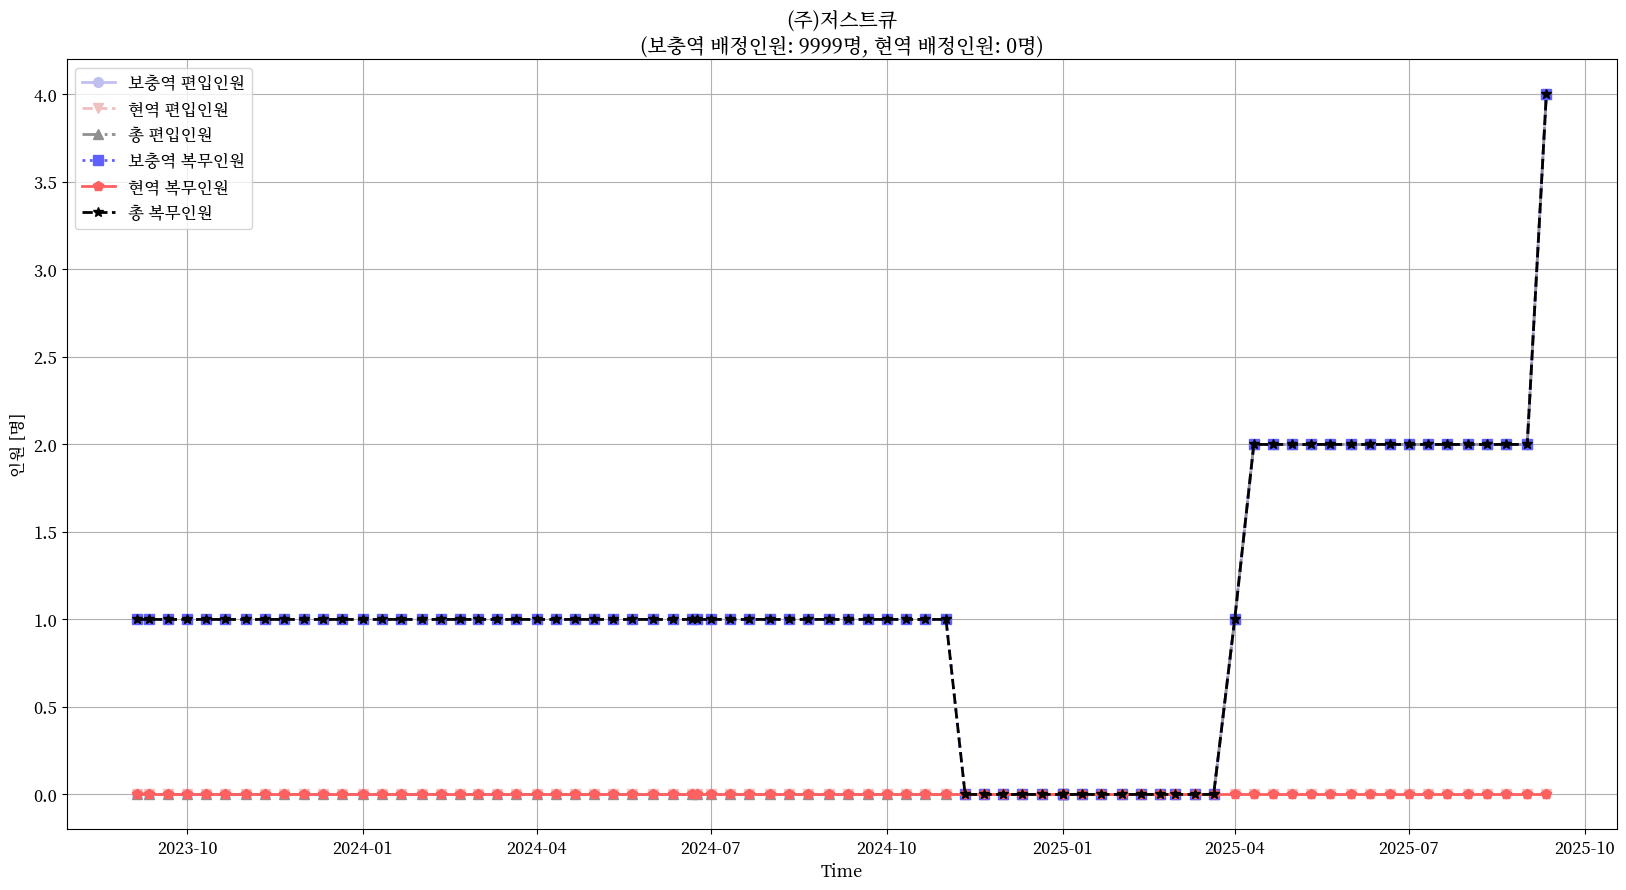 (주)저스트큐
(보충역 배정인원: 9999명, 현역 배정인원: 0명)
보충역 편입인원
현역 편입인원
총 편입인원
보충역 복무인원
현역 복무인원
총 복무인원
4.0
3.5
3.0
2.5
2.0
1.5
1.0
0.5
0.0
인원 [명]
2023-10 2024-01 2024-04 2024-07 2024-10 2025-01 2025-04 2025-07 2025-10
Time